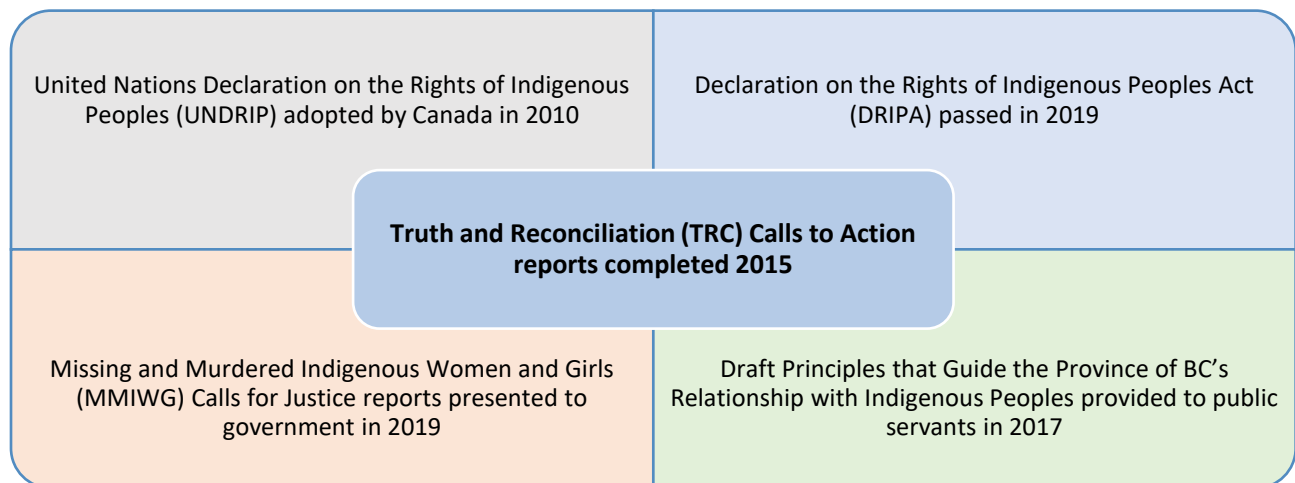 United Nations Declaration on the Rights of Indigenous
Peoples (UNDRIP) adopted by Canada in 2010
Declaration on the Rights of Indigenous Peoples Act
(DRIPA) passed in 2019
Truth and Reconciliation (TRC) Calls to Action
reports completed 2015
Missing and Murdered Indigenous Women and Girls
(MMIWG) Calls for Justice reports presented to
government in 2019
Draft Principles that Guide the Province of BC’s
Relationship with Indigenous Peoples provided to public
servants in 2017